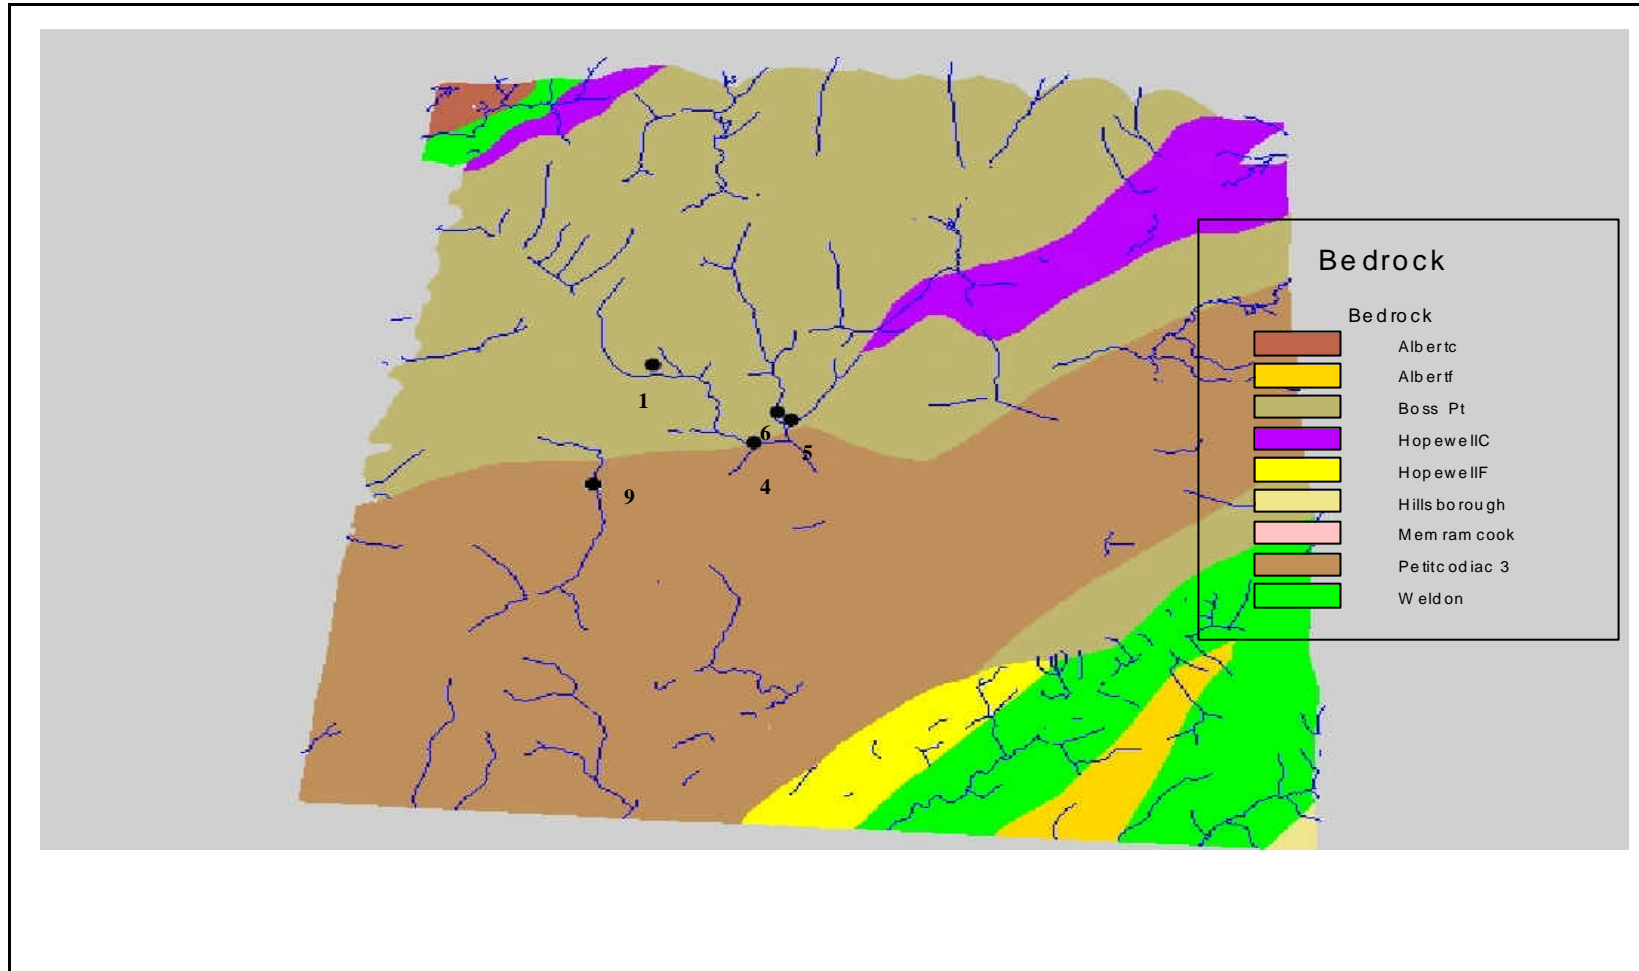 Bedrock
Bedrock
Albertc
Albertf
Boss Pt
HopewellC
HopewellF
Hillsborough
Memramcook
Petitcodiac 3
Weldon
1
6
5
4
9